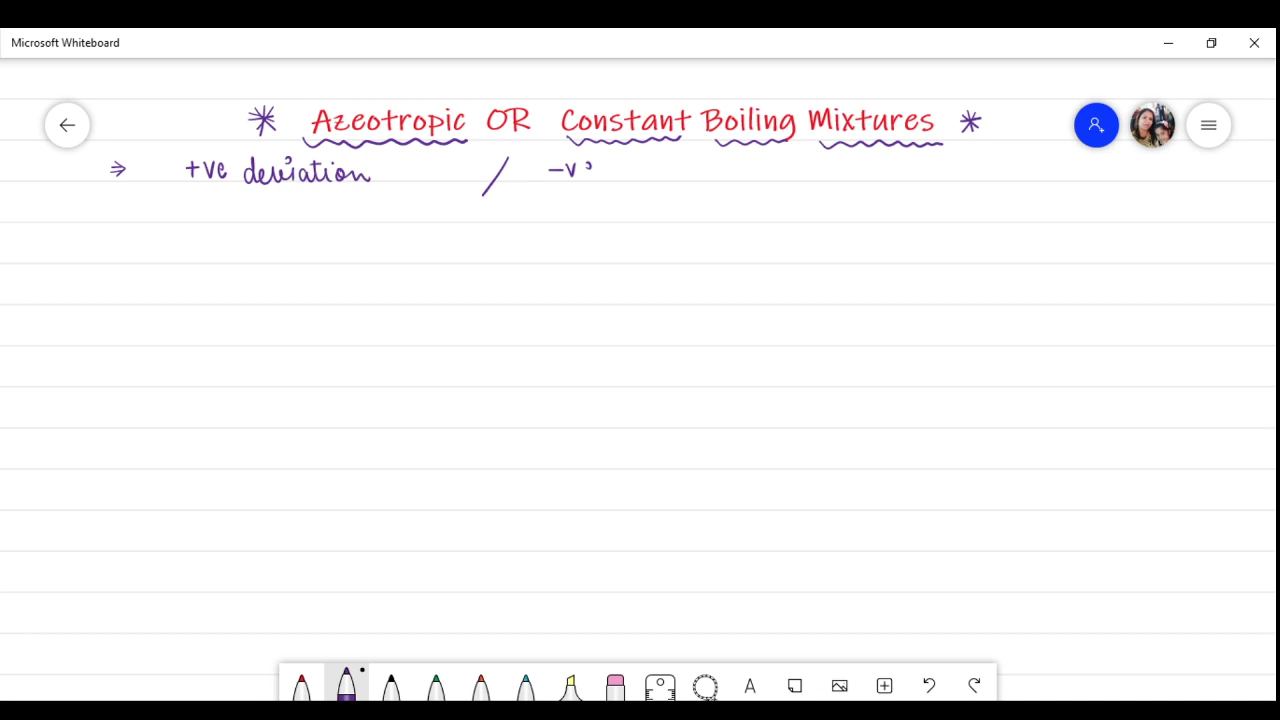 Microsoft Whiteboard
* Azeotropic OR Constant Boiling Mixtures *
⇒ +ve deviation / -v
A